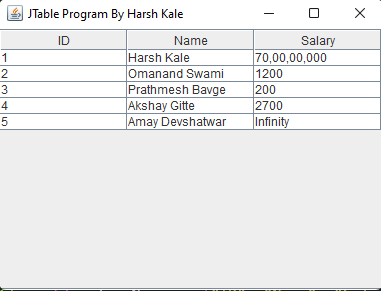 JTable Program By Harsh Kale
ID Name Salary
1 Harsh Kale 70,00,00,000
2 Omanand Swami 1200
3 Prathmesh Bavge 200
4 Akshay Gitte 2700
5 Amay Devshatwar Infinity